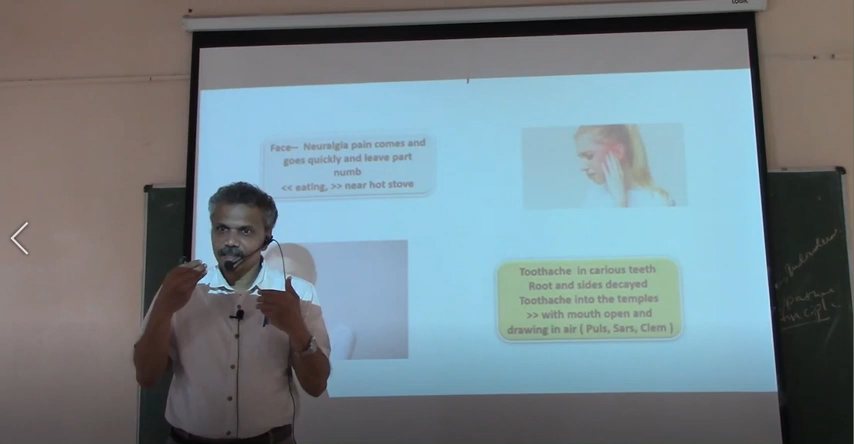 LOGIC
Face— Neuralgia pain comes and
goes quickly and leave part
numb
<< eating, >> near hot stove
Toothache in carious teeth
Root and sides decayed
Toothache into the temples
>> with mouth open and
drawing in air ( Puls, Sars, Clem )